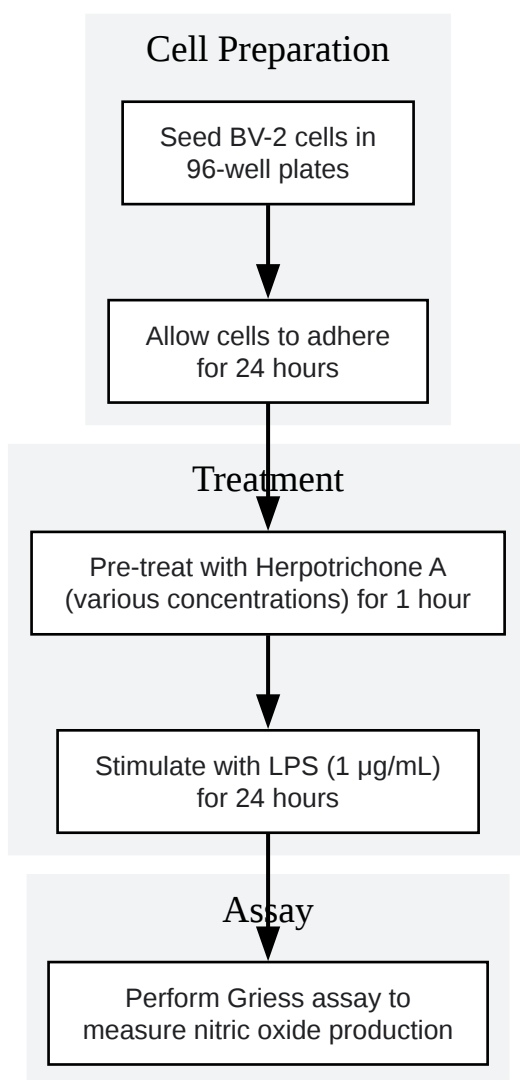 Cell Preparation
Seed BV-2 cells in
96-well plates
Allow cells to adhere
for 24 hours
Treatment
Pre-treat with Herpotrichone A
(various concentrations) for 1 hour
Stimulate with LPS (1 μg/mL)
for 24 hours
Assay
Perform Griess assay to
measure nitric oxide production